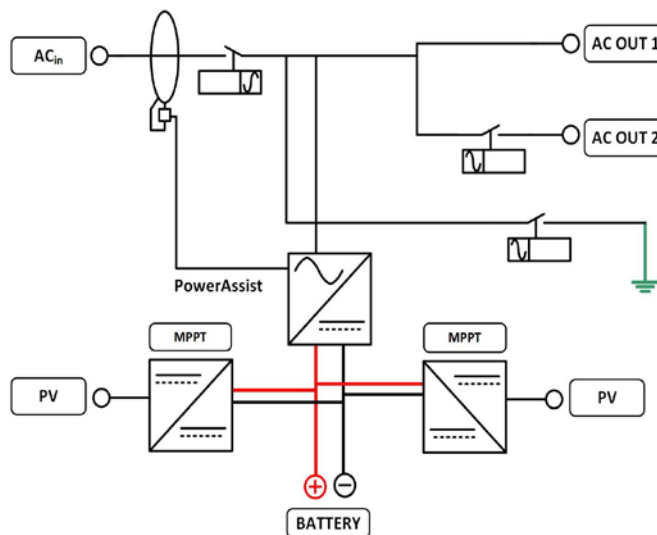 ACin
AC OUT 1
AC OUT 2
PowerAssist
MPPT
MPPT
PV
PV
BATTERY